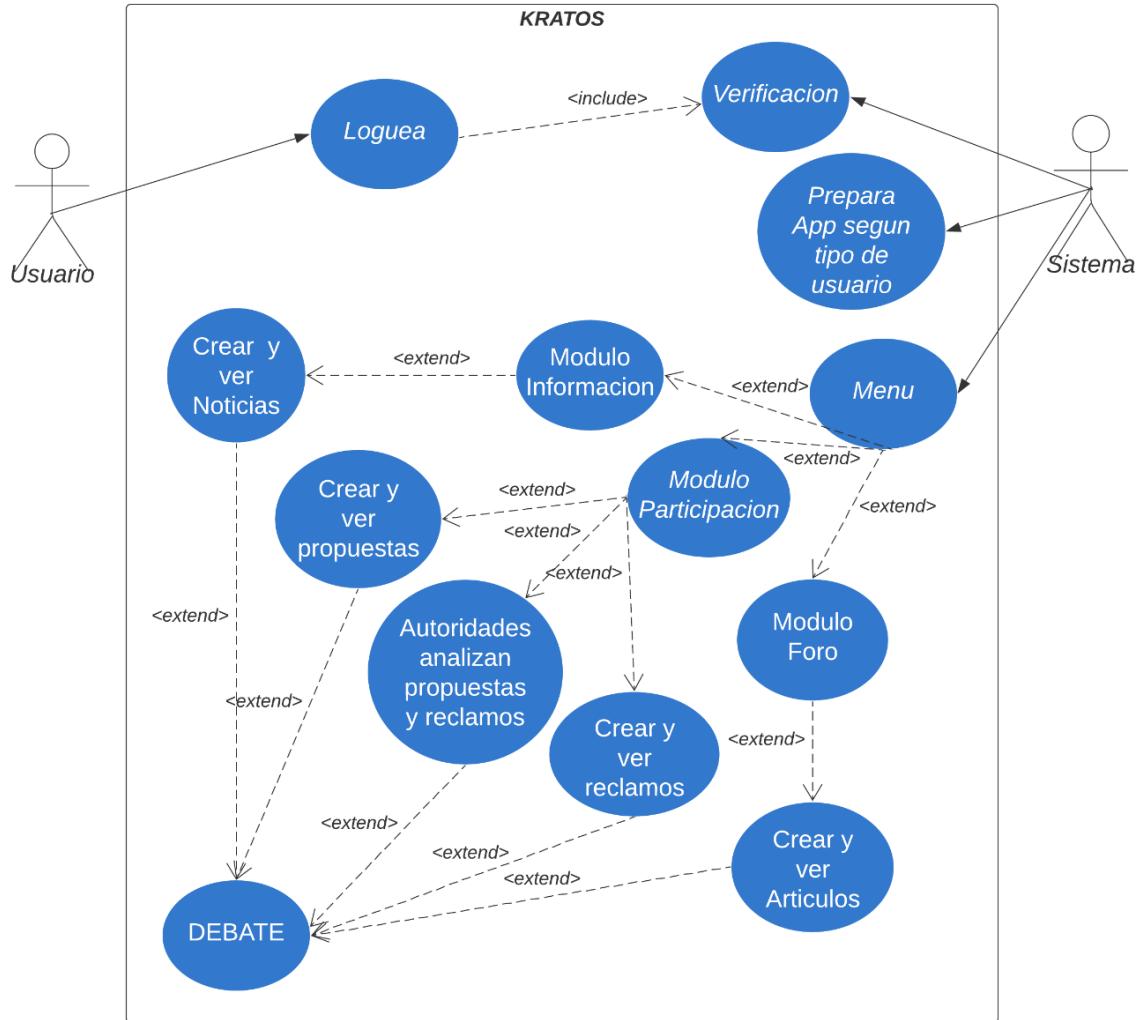 KRATOS
Loguea
<include>
Verificacion
Usuario
Prepara
App segun
tipo de
usuario
Sistema
Crear y
ver
Noticias
<extend>
Modulo
Informacion
<extend>
Menu
<extend>
Modulo
Participacion
<extend>
Crear y
ver
propuestas
<extend>
<extend>
<extend>
<extend>
Autoridades
analizan
propuestas
y reclamos
Modulo
Foro
<extend>
Crear y
ver
reclamos
<extend>
<extend>
<extend>
Crear y
ver
Articulos
<extend>
DEBATE